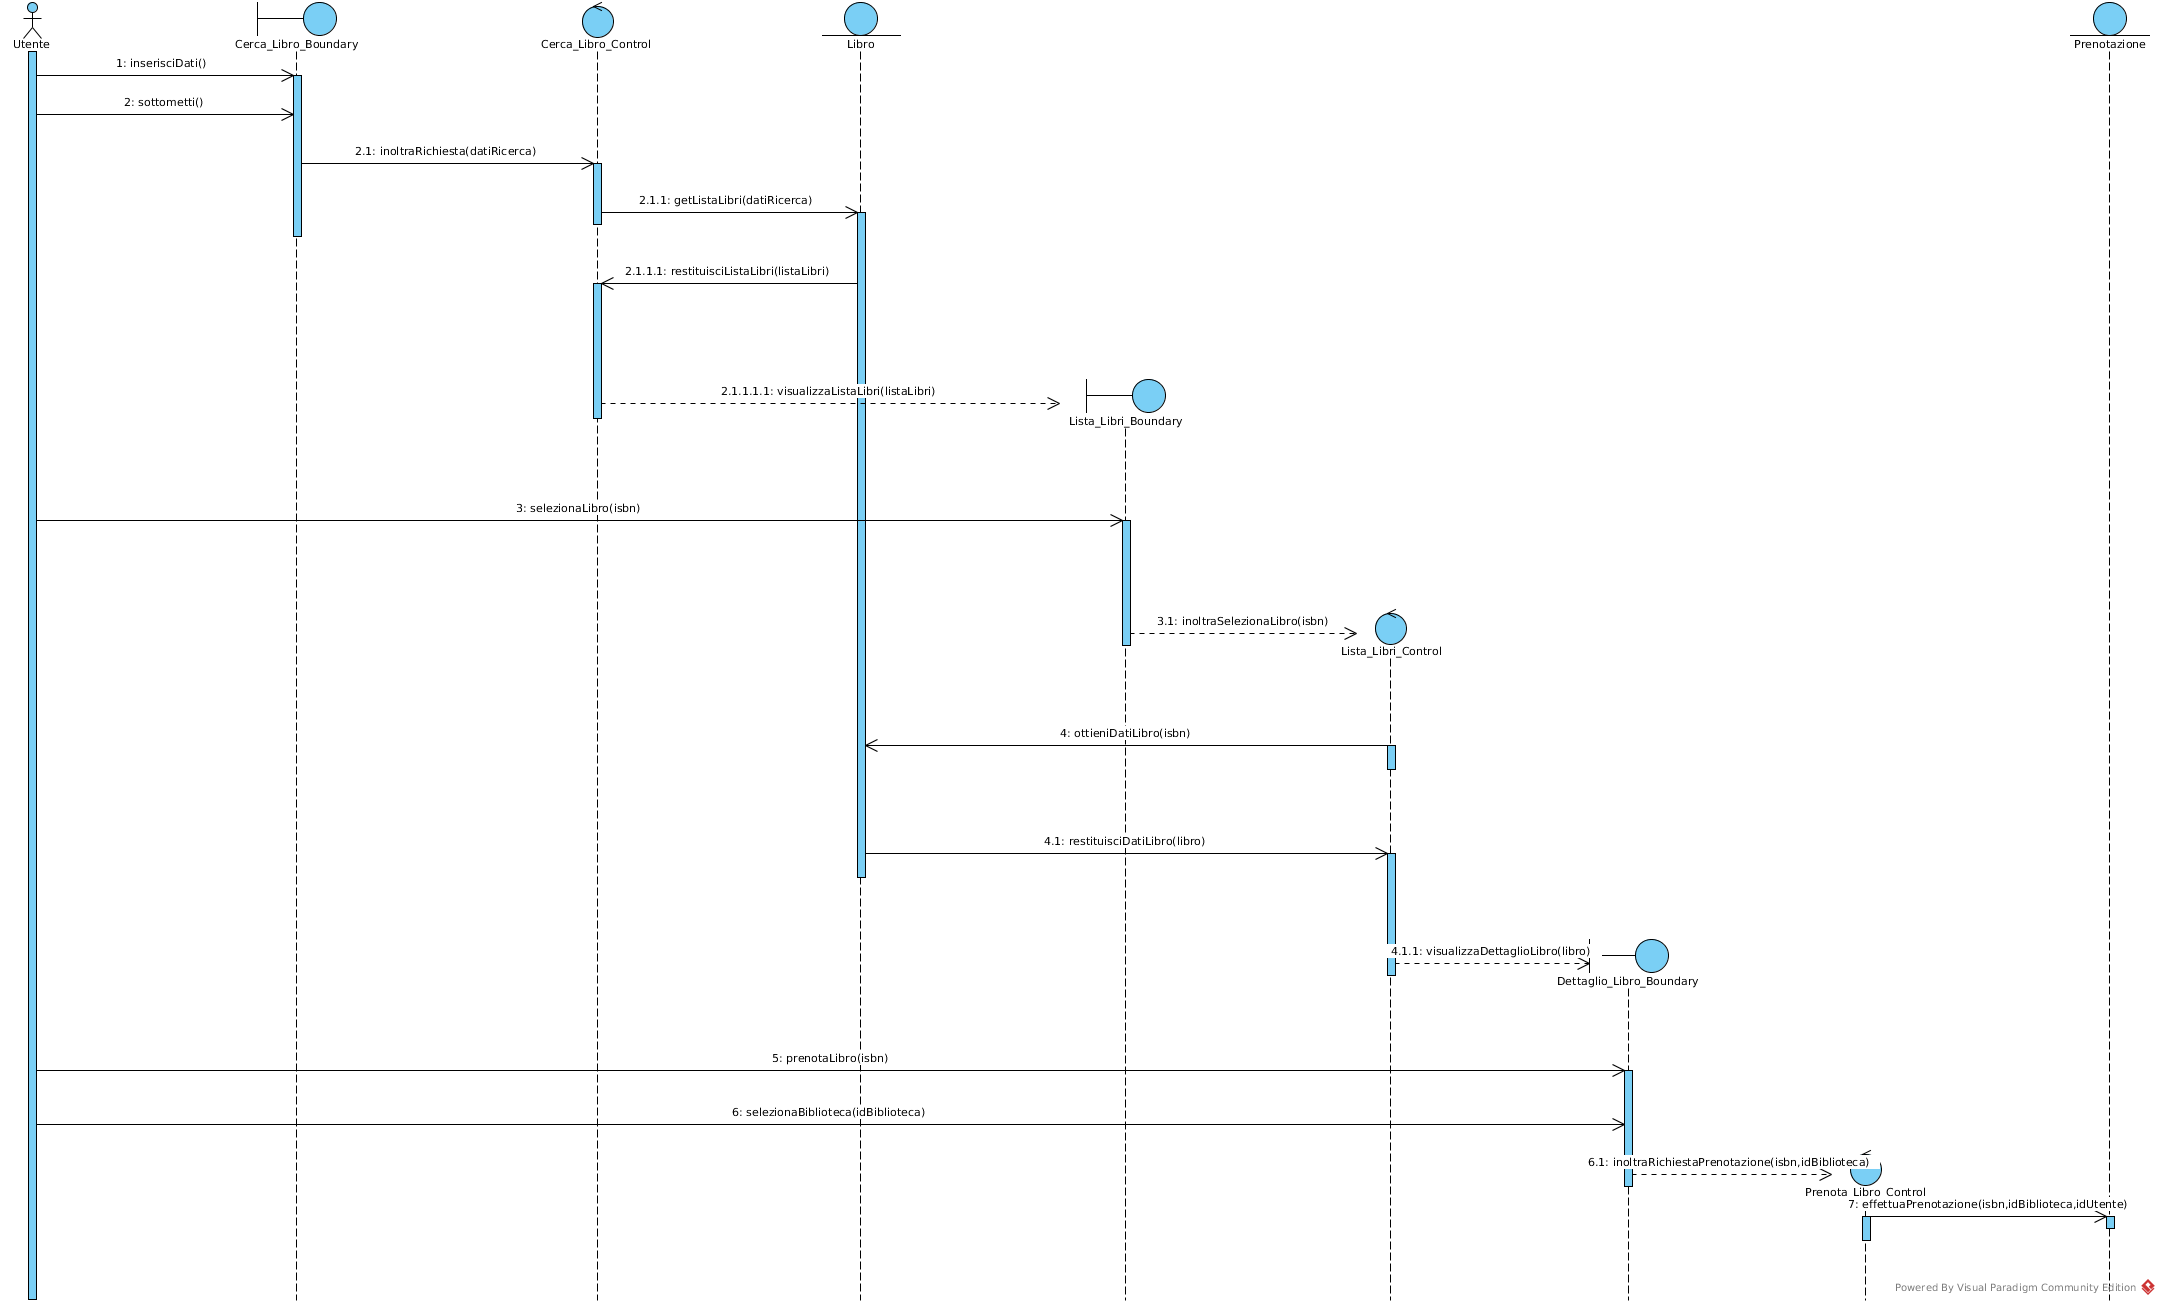 Utente
Cerca_Libro_Boundary
Cerca_Libro_Control
Libro
Prenotazione
1: inserisciDati()
2: sottometti()
2.1: inoltraRichiesta(datiRicerca)
2.1.1: getListaLibri(datiRicerca)
2.1.1.1: restituisciListaLibri(listaLibri)
2.1.1.1.1: visualizzaListaLibri(listaLibri)
Lista_Libri_Boundary
3: selezionaLibro(isbn)
3.1: inoltraSelezionaLibro(isbn)
Lista_Libri_Control
4: ottieniDatiLibro(isbn)
4.1: restituisciDatiLibro(libro)
4.1.1: visualizzaDettaglioLibro(libro)
Dettaglio_Libro_Boundary
5: prenotaLibro(isbn)
6: selezionaBiblioteca(idBiblioteca)
6.1: inoltraRichiestaPrenotazione(isbn,idBiblioteca)
Prenota_Libro_Control
7: effettuaPrenotazione(isbn,idBiblioteca,idUtente)
Powered By Visual Paradigm Community Edition